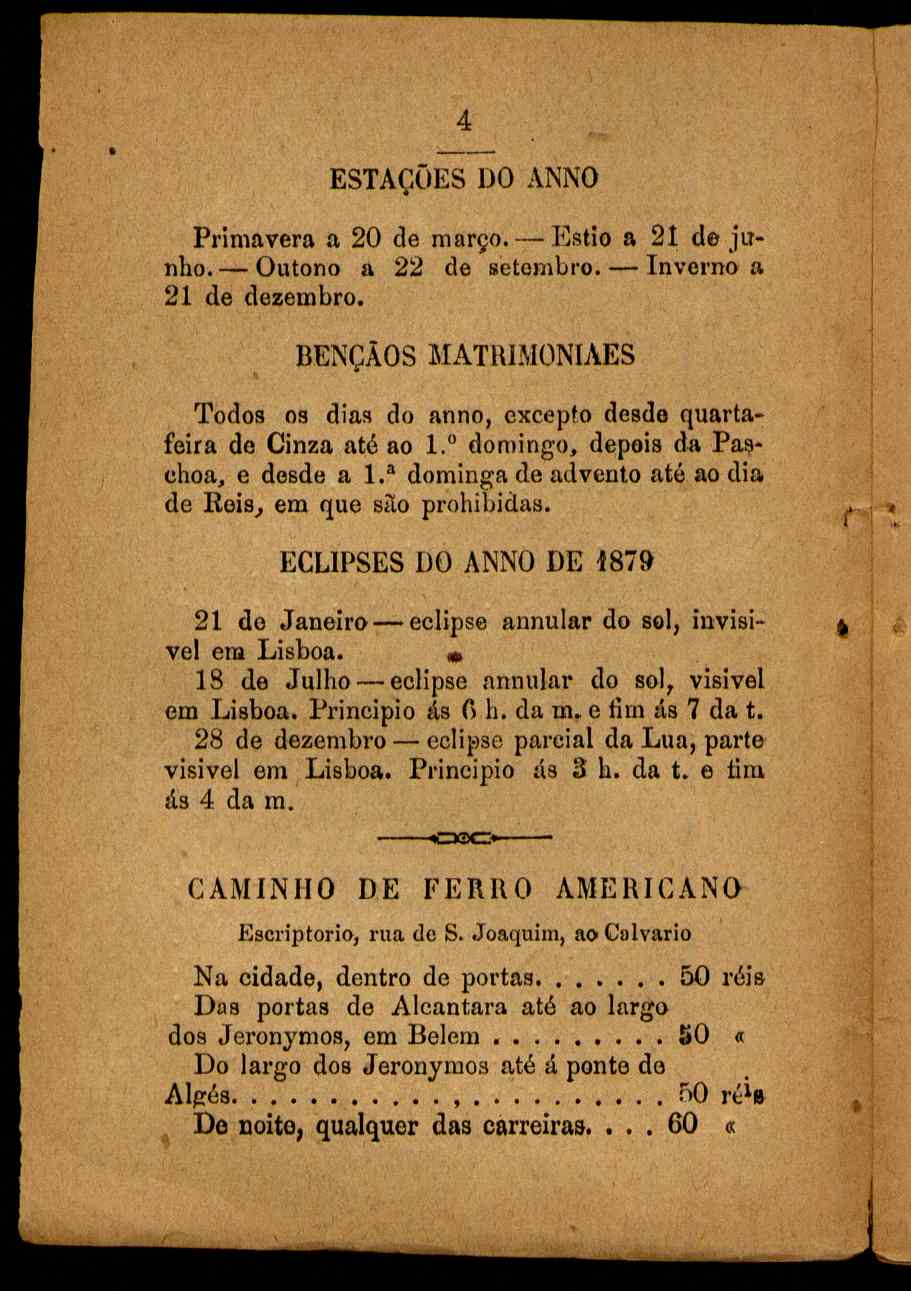 4
ESTAÇÕES DO ANNO
Primavera a 20 de março. — Estio a 21 de ju-
nho. — Outono a 22 de setembro. — Inverno a
21 de dezembro.
BENÇÃOS MATRIMONIAES
Todos os dias do anno, excepto desde quarta-
feira de Cinza até ao 1.º domingo, depois da Pas-
choa, e desde a 1.ª dominga de advento até ao dia
de Reis, em que são prohibidas.
ECLIPSES DO ANNO DE 1879
21 de Janeiro — eclipse annular do sol, invisi-
vel em Lisboa.
18 de Julho — eclipse annular do sol, visivel
em Lisboa. Principio ás 6 h. da m. e fim ás 7 da t.
28 de dezembro — eclipse parcial da Lua, parte
visivel em Lisboa. Principio ás 3 h. da t. e fim
ás 4 da m.
CAMINHO DE FERRO AMERICANO
Escriptorio, rua de S. Joaquim, ao Calvario
Na cidade, dentro de portas. . . . . . . 50 réis
Das portas de Alcantara até ao largo
dos Jeronymos, em Belem . . . . . . . . . 50 «
Do largo dos Jeronymos até á ponte de
Algés. . . . . . . . . . . . , . . . . . . . . . . 50 réis
De noite, qualquer das carreiras. . . . 60 «